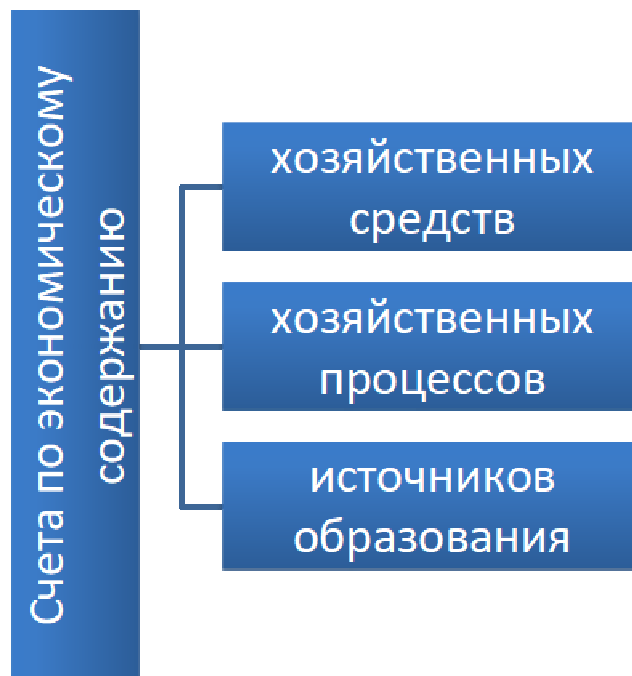 Счета по экономическому
содержанию
хозяйственных
средств
хозяйственных
процессов
источников
образования